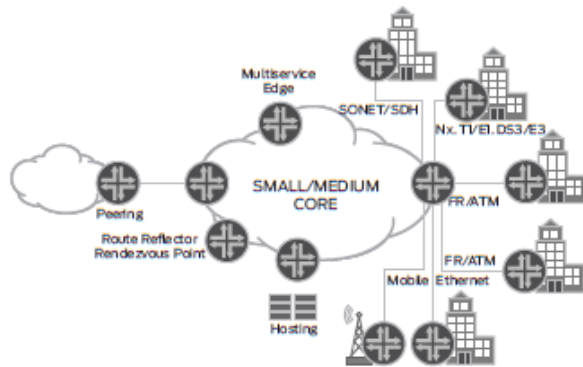 Multiservice
Edge
SONET/SDH
Nx. T1/E1. DS3/E3
SMALL/MEDIUM
CORE
Peering
FR/ATM
Route Reflector
Rendezvous Point
FR/ATM
Mobile Ethernet
Hosting